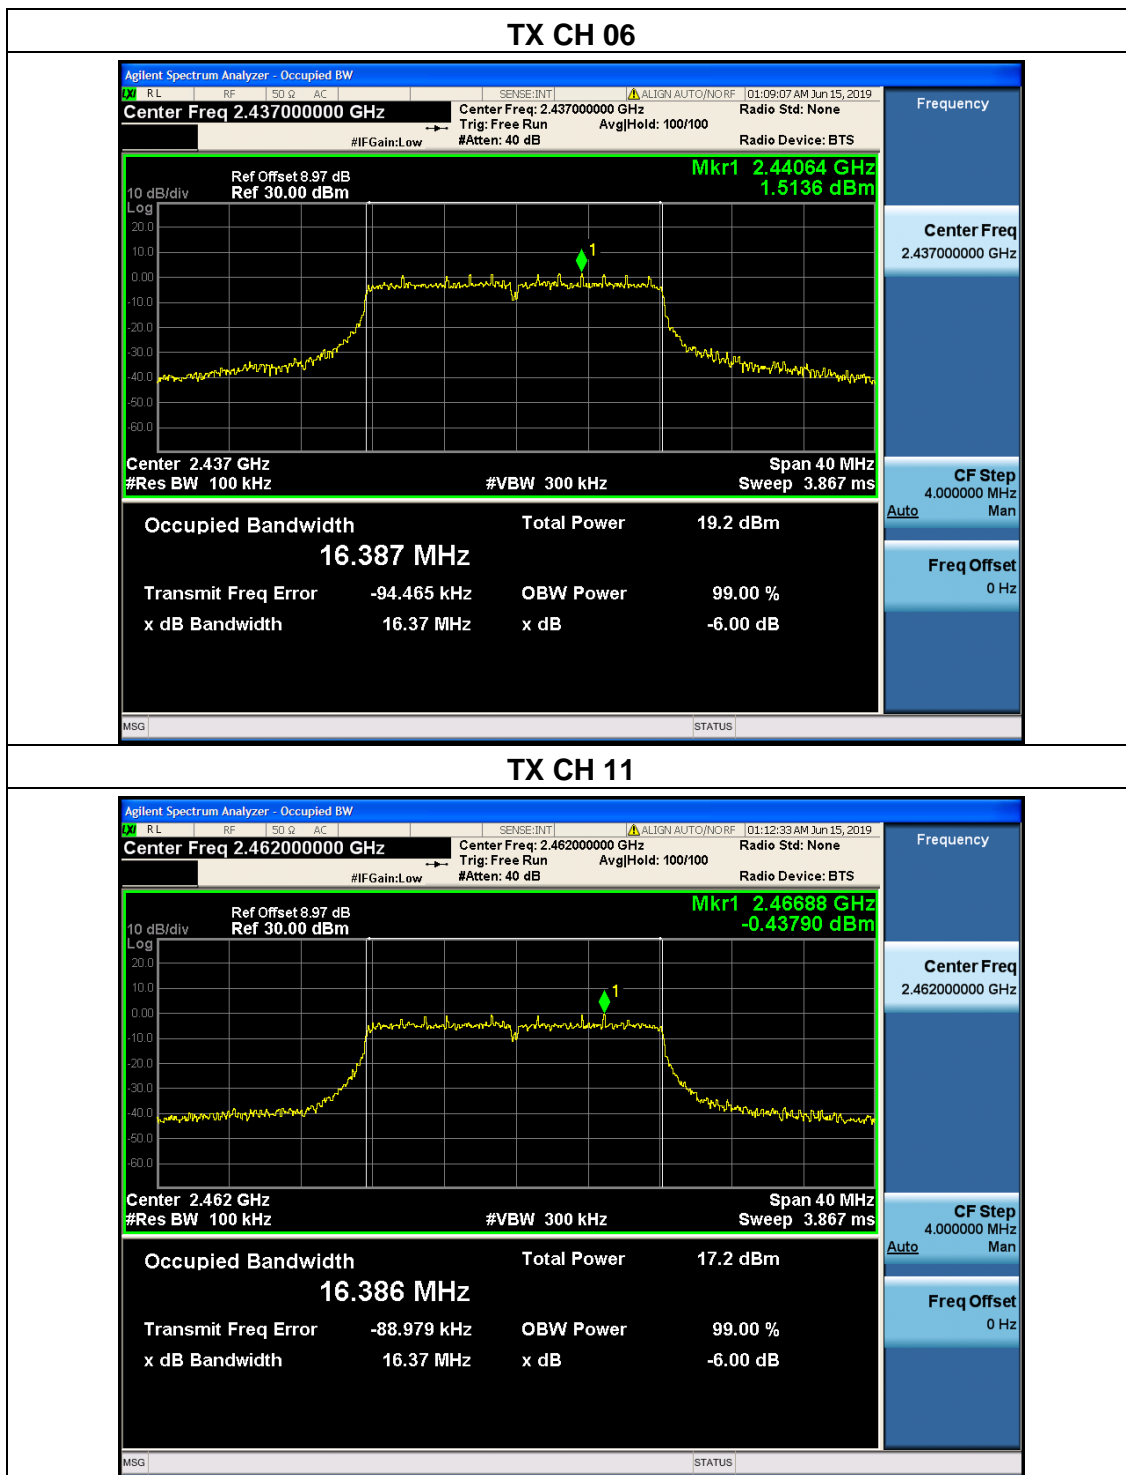 TX CH 06
Agilent Spectrum Analyzer - Occupied BW
LXI RL RF 50 Ω AC SENSE:INT ALIGN AUTO/NO RF 01:09:07 AM Jun 15, 2019
Center Freq 2.437000000 GHz
Center Freq: 2.437000000 GHz Radio Std: None
Trig: Free Run Avg|Hold: 100/100
#IFGain:Low #Atten: 40 dB Radio Device: BTS
Frequency
Mkr1 2.44064 GHz
1.5136 dBm
Ref Offset 8.97 dB
10 dB/div Ref 30.00 dBm
Log
20.0
10.0
0.00
-10.0
-20.0
-30.0
-40.0
-50.0
-60.0
1
Center 2.437 GHz Span 40 MHz
#Res BW 100 kHz #VBW 300 kHz Sweep 3.867 ms
Occupied Bandwidth Total Power 19.2 dBm
16.387 MHz
Transmit Freq Error -94.465 kHz OBW Power 99.00 %
x dB Bandwidth 16.37 MHz x dB -6.00 dB
Center Freq
2.437000000 GHz
CF Step
4.000000 MHz
Auto Man
Freq Offset
0 Hz
MSG STATUS
TX CH 11
Agilent Spectrum Analyzer - Occupied BW
LXI RL RF 50 Ω AC SENSE:INT ALIGN AUTO/NO RF 01:12:33 AM Jun 15, 2019
Center Freq 2.462000000 GHz
Center Freq: 2.462000000 GHz Radio Std: None
Trig: Free Run Avg|Hold: 100/100
#IFGain:Low #Atten: 40 dB Radio Device: BTS
Frequency
Mkr1 2.46688 GHz
-0.43790 dBm
Ref Offset 8.97 dB
10 dB/div Ref 30.00 dBm
Log
20.0
10.0
0.00
-10.0
-20.0
-30.0
-40.0
-50.0
-60.0
1
Center 2.462 GHz Span 40 MHz
#Res BW 100 kHz #VBW 300 kHz Sweep 3.867 ms
Occupied Bandwidth Total Power 17.2 dBm
16.386 MHz
Transmit Freq Error -88.979 kHz OBW Power 99.00 %
x dB Bandwidth 16.37 MHz x dB -6.00 dB
Center Freq
2.462000000 GHz
CF Step
4.000000 MHz
Auto Man
Freq Offset
0 Hz
MSG STATUS